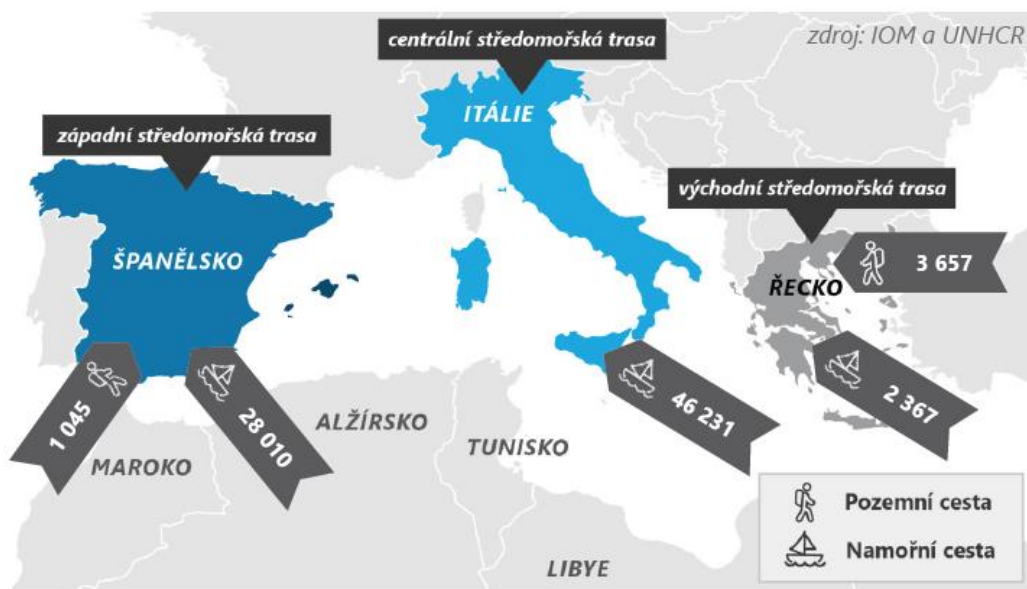 centrální středomořská trasa
zdroj: IOM a UNHCR
ITÁLIE
západní středomořská trasa
východní středomořská trasa
ŠPANĚLSKO
3 657
ŘECKO
1 045
28 010
46 231
2 367
ALŽÍRSKO
TUNISKO
MAROKO
Pozemní cesta
Namořní cesta
LIBYE